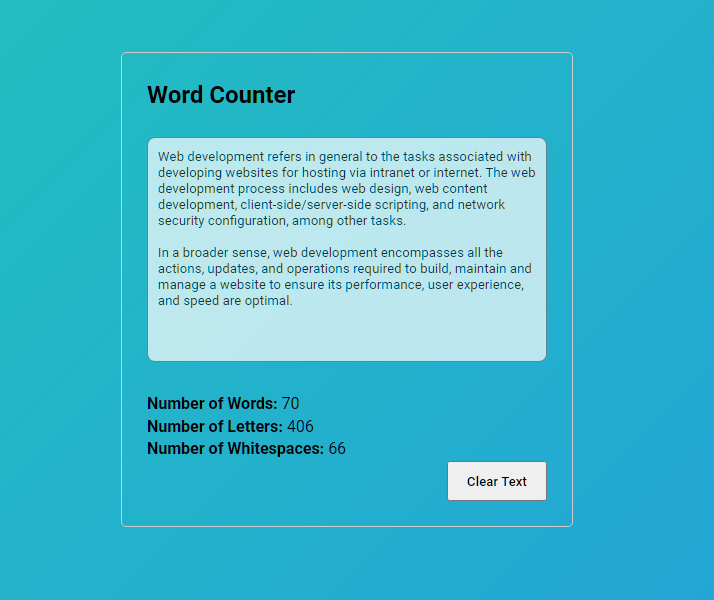 Word Counter
Web development refers in general to the tasks associated with
developing websites for hosting via intranet or internet. The web
development process includes web design, web content
development, client-side/server-side scripting, and network
security configuration, among other tasks.
In a broader sense, web development encompasses all the
actions, updates, and operations required to build, maintain and
manage a website to ensure its performance, user experience,
and speed are optimal.
Number of Words: 70
Number of Letters: 406
Number of Whitespaces: 66
Clear Text